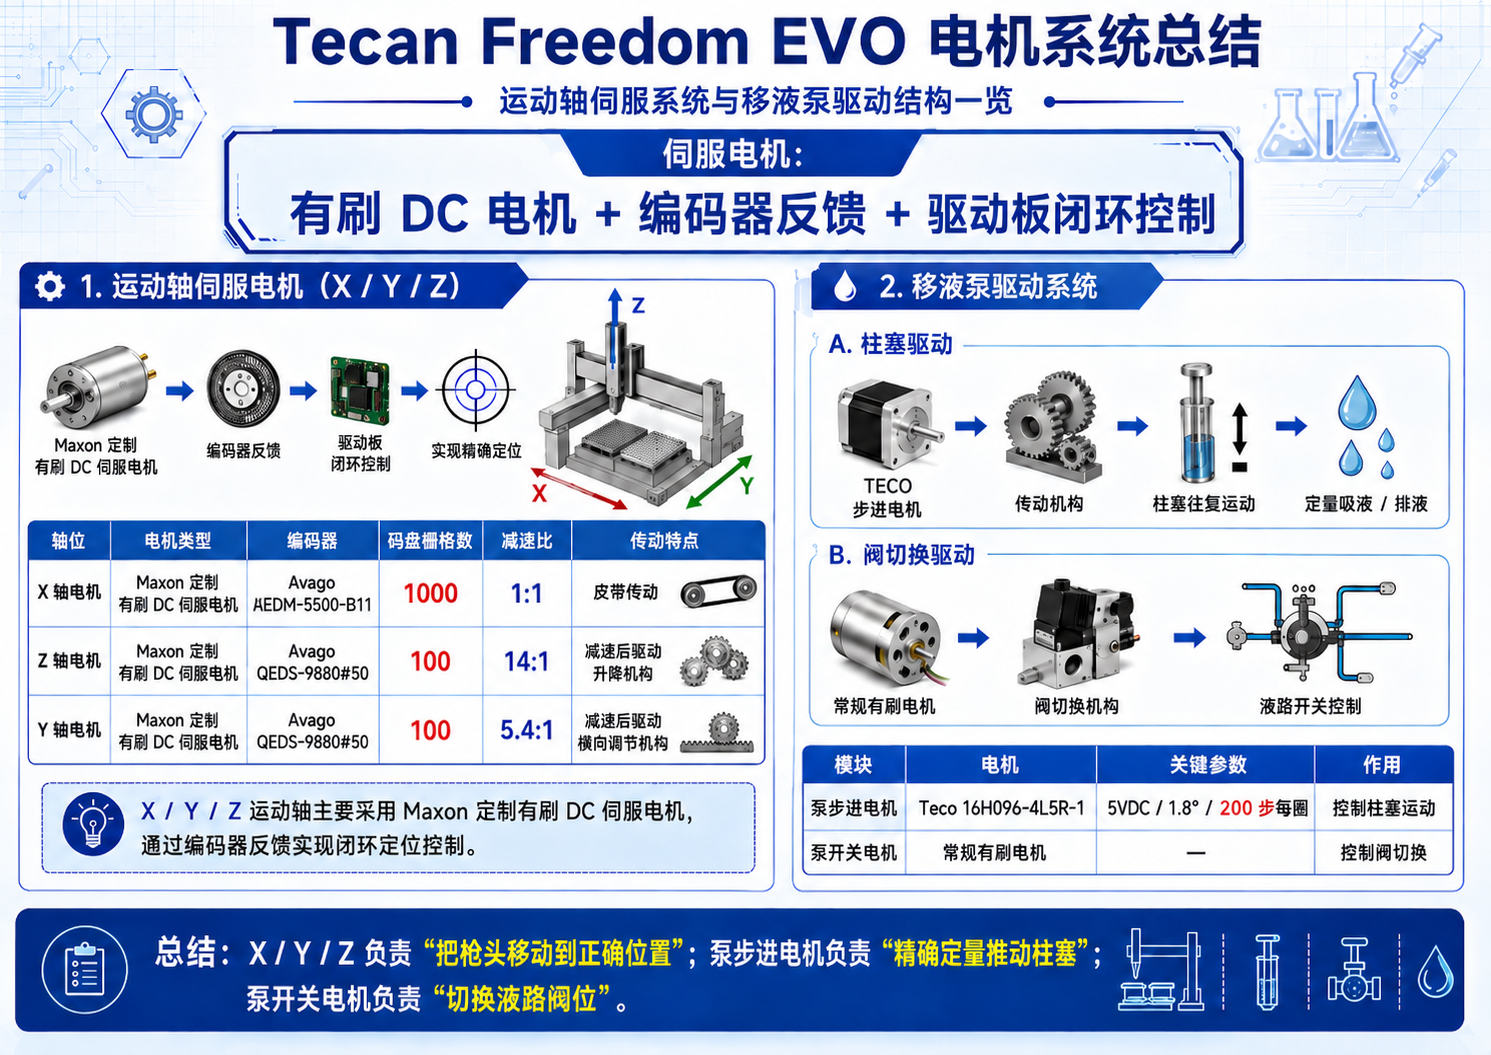 Tecan Freedom EVO 电机系统总结
运动轴伺服系统与移液泵驱动结构一览
伺服电机：
有刷 DC 电机 + 编码器反馈 + 驱动板闭环控制
1. 运动轴伺服电机（X / Y / Z）
Maxon 定制
有刷 DC 伺服电机
编码器反馈
驱动板
闭环控制
实现精确定位
Z
X
Y
轴位 电机类型 编码器 码盘栅格数 减速比 传动特点
X 轴电机 Maxon 定制 有刷 DC 伺服电机 Avago AEDM-5500-B11 1000 1:1 皮带传动
Z 轴电机 Maxon 定制 有刷 DC 伺服电机 Avago QEDS-9880#50 100 14:1 减速后驱动 升降机构
Y 轴电机 Maxon 定制 有刷 DC 伺服电机 Avago QEDS-9880#50 100 5.4:1 减速后驱动 横向调节机构
X / Y / Z 运动轴主要采用 Maxon 定制有刷 DC 伺服电机，
通过编码器反馈实现闭环定位控制。
2. 移液泵驱动系统
A. 柱塞驱动
TECO
步进电机
传动机构
柱塞往复运动
定量吸液 / 排液
B. 阀切换驱动
常规有刷电机
阀切换机构
液路开关控制
模块 电机 关键参数 作用
泵步进电机 Teco 16H096-4L5R-1 5VDC / 1.8° / 200 步每圈 控制柱塞运动
泵开关电机 常规有刷电机 — 控制阀切换
总结：X / Y / Z 负责“把枪头移动到正确位置”；泵步进电机负责“精确定量推动柱塞”；
泵开关电机负责“切换液路阀位”。